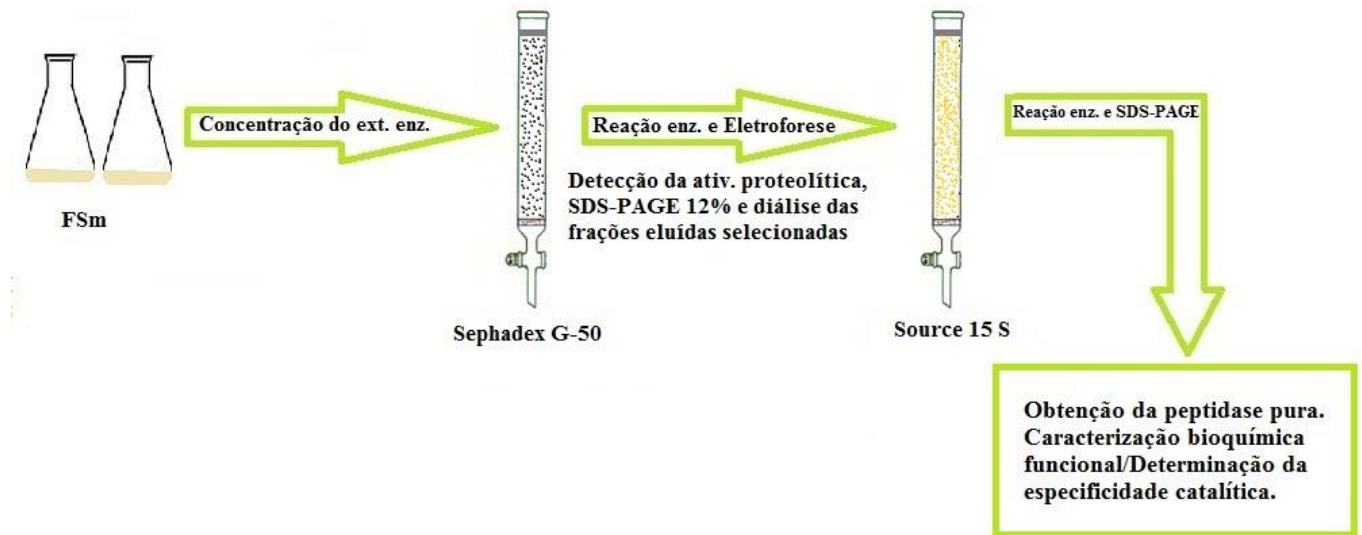 FSm
Concentração do ext. enz.
Sephadex G-50
Reação enz. e Eletroforese
Detecção da ativ. proteolítica,
SDS-PAGE 12% e diálise das
frações eluídas selecionadas
Source 15 S
Reação enz. e SDS-PAGE
Obtenção da peptidase pura.
Caracterização bioquímica
funcional/Determinação da
especificidade catalítica.